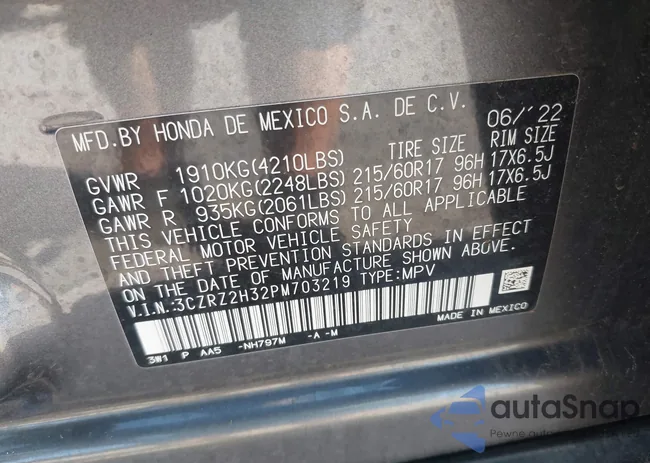 MFD.BY HONDA DE MEXICO S.A. DE C.V. 06/'22
GVWR 1910KG(4210LBS) TIRE SIZE RIM SIZE
GAWR F 1020KG(2248LBS) 215/60R17 96H 17X6.5J
GAWR R 935KG(2061LBS) 215/60R17 96H 17X6.5J
THIS VEHICLE CONFORMS TO ALL APPLICABLE
FEDERAL MOTOR VEHICLE SAFETY
AND THEFT PREVENTION STANDARDS IN EFFECT
ON THE DATE OF MANUFACTURE SHOWN ABOVE.
V.I.N.:3CZRZ2H32PM703219 TYPE:MPV
MADE IN MEXICO
3W1 P AA5 -NH797M -A -M
autaSnap
Pewne auto